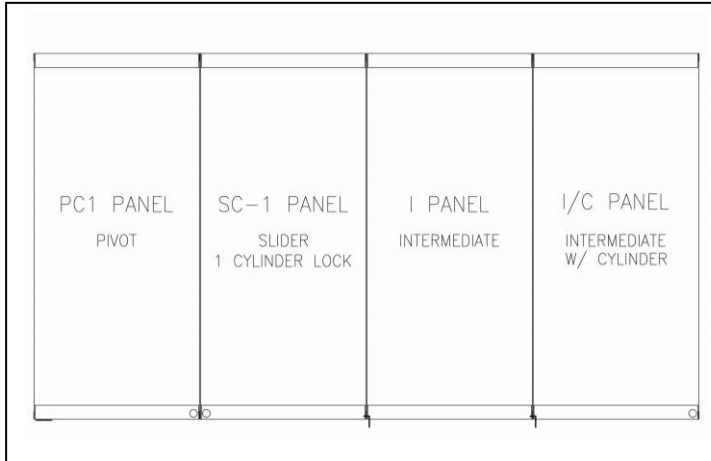 PC1 PANEL
PIVOT
SC-1 PANEL
SLIDER
1 CYLINDER LOCK
I PANEL
INTERMEDIATE
I/C PANEL
INTERMEDIATE
W/ CYLINDER